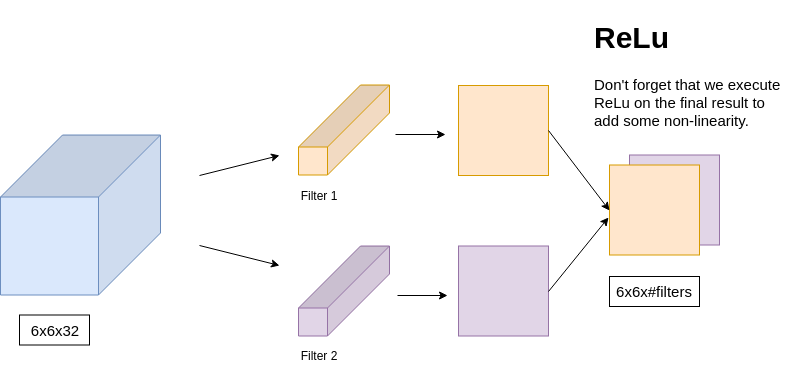 ReLu
Don't forget that we execute
ReLu on the final result to
add some non-linearity.
Filter 1
6x6x#filters
6x6x32
Filter 2